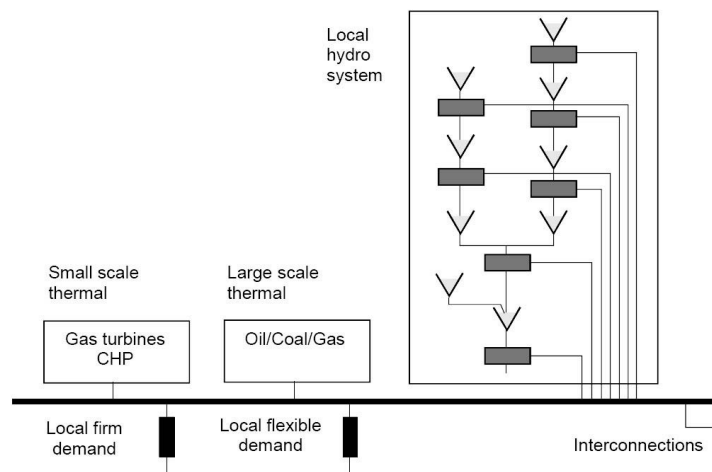 Local
hydro
system
Small scale
thermal
Large scale
thermal
Gas turbines
CHP
Oil/Coal/Gas
Local firm
demand
Local flexible
demand
Interconnections